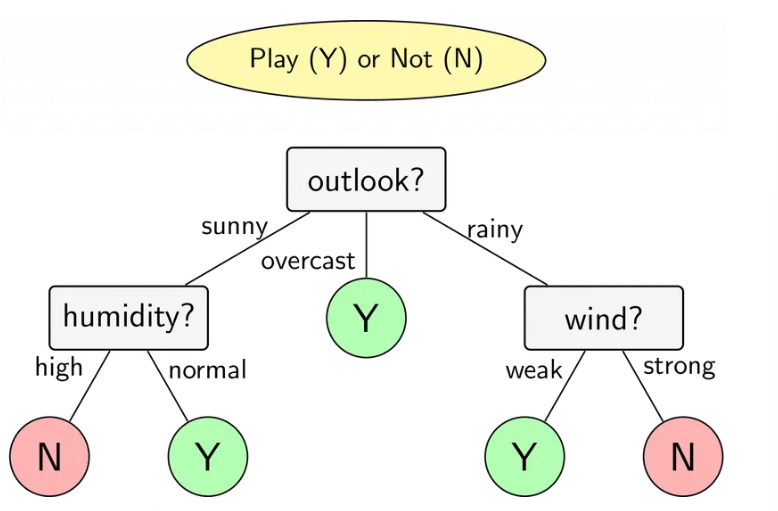 Play (Y) or Not (N)
outlook?
sunny
overcast
rainy
humidity?
Y
wind?
high
normal
weak
strong
N
Y
Y
N